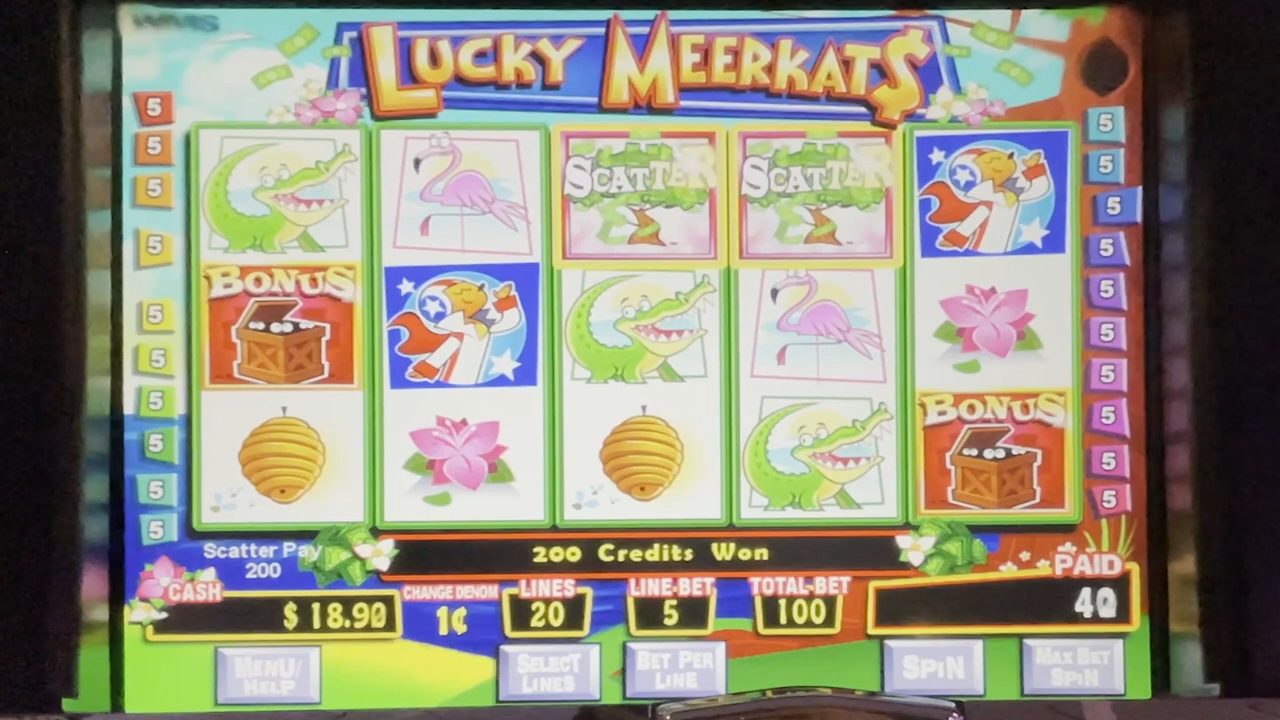 WMS
LUCKY MEERKAT$
5
5
5
5
5
5
5
5
5
5
SCATTER
SCATTER
BONUS
BONUS
5
5
5
5
5
5
5
5
5
5
Scatter Pay
200
200 Credits Won
CASH
$18.90
CHANGE DENOM
1¢
LINES
20
LINE-BET
5
TOTAL-BET
100
PAID
40
MENU/
HELP
SELECT
LINES
BET PER
LINE
SPIN
MAX BET
SPIN